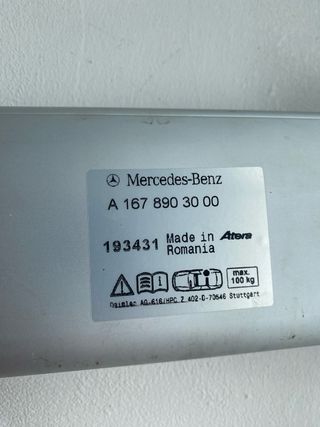 Mercedes-Benz
A 167 890 30 00
193431 Made in Romania Atera
max. 100 kg
Daimler AG-616/HPC Z 402-D-70546 Stuttgart